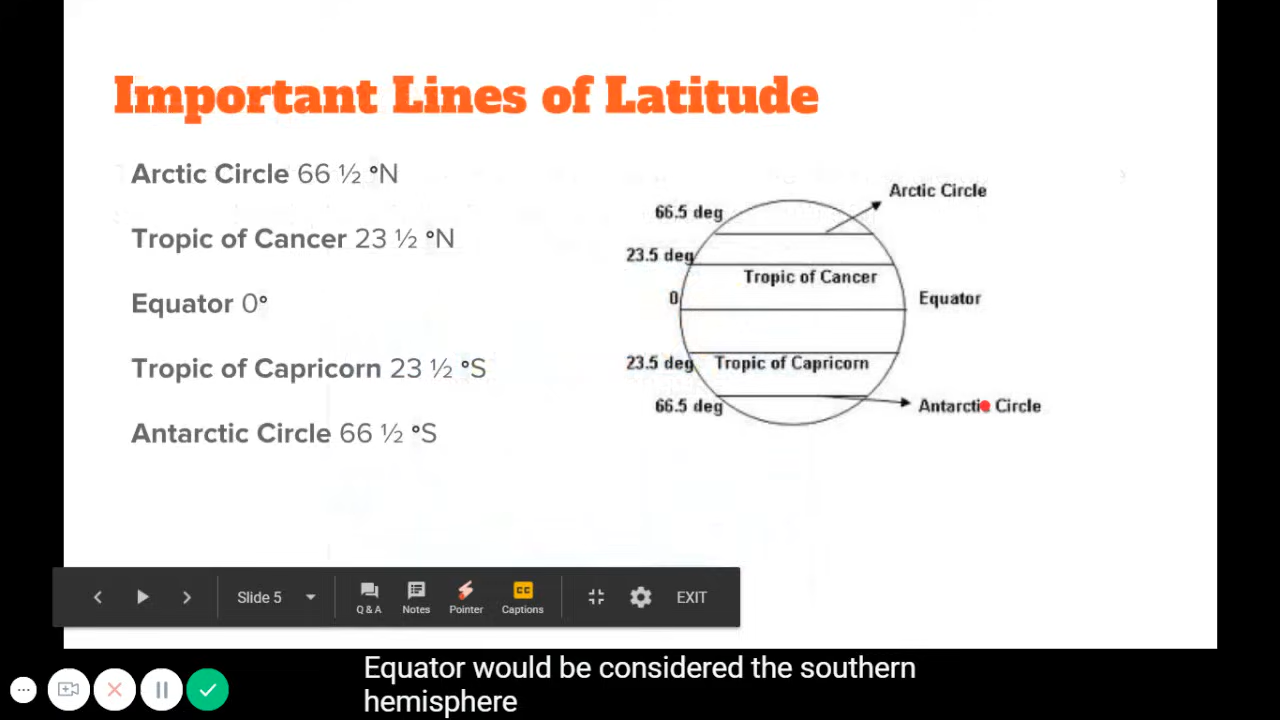 Important Lines of Latitude
Arctic Circle 66 ½ °N
Tropic of Cancer 23 ½ °N
Equator 0°
Tropic of Capricorn 23 ½ °S
Antarctic Circle 66 ½ °S
Arctic Circle
66.5 deg
23.5 deg
Tropic of Cancer
0
Equator
23.5 deg
Tropic of Capricorn
66.5 deg
Antarctic Circle
Slide 5
Q & A
Notes
Pointer
CC
Captions
EXIT
Equator would be considered the southern
hemisphere